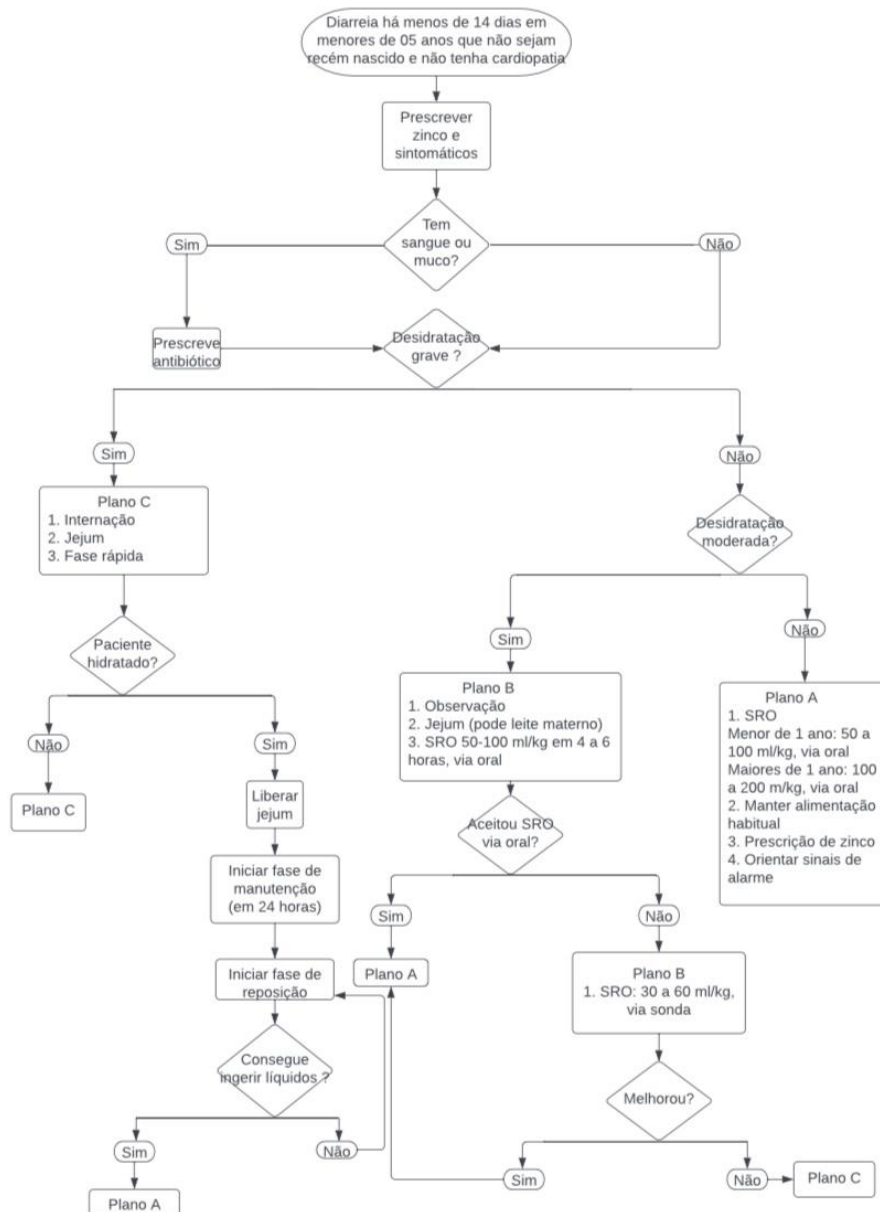 Diarreia há menos de 14 dias em
menores de 05 anos que não sejam
recém nascido e não tenha cardiopatia
Prescrever
zinco e
sintomáticos
Tem
sangue ou
muco?
Sim
Não
Prescreve
antibiótico
Desidratação
grave ?
Sim
Não
Plano C
1. Internação
2. Jejum
3. Fase rápida
Desidratação
moderada?
Paciente
hidratado?
Sim
Não
Plano B
1. Observação
2. Jejum (pode leite materno)
3. SRO 50-100 ml/kg em 4 a 6
horas, via oral
Plano A
1. SRO
Menor de 1 ano: 50 a
100 ml/kg, via oral
Maiores de 1 ano: 100
a 200 m/kg, via oral
2. Manter alimentação
habitual
3. Prescrição de zinco
4. Orientar sinais de
alarme
Não
Sim
Plano C
Liberar
jejum
Aceitou SRO
via oral?
Iniciar fase de
manutenção
(em 24 horas)
Sim
Não
Iniciar fase de
reposição
Plano A
Plano B
1. SRO: 30 a 60 ml/kg,
via sonda
Consegue
ingerir líquidos ?
Melhorou?
Sim
Não
Sim
Não
Plano C
Plano A